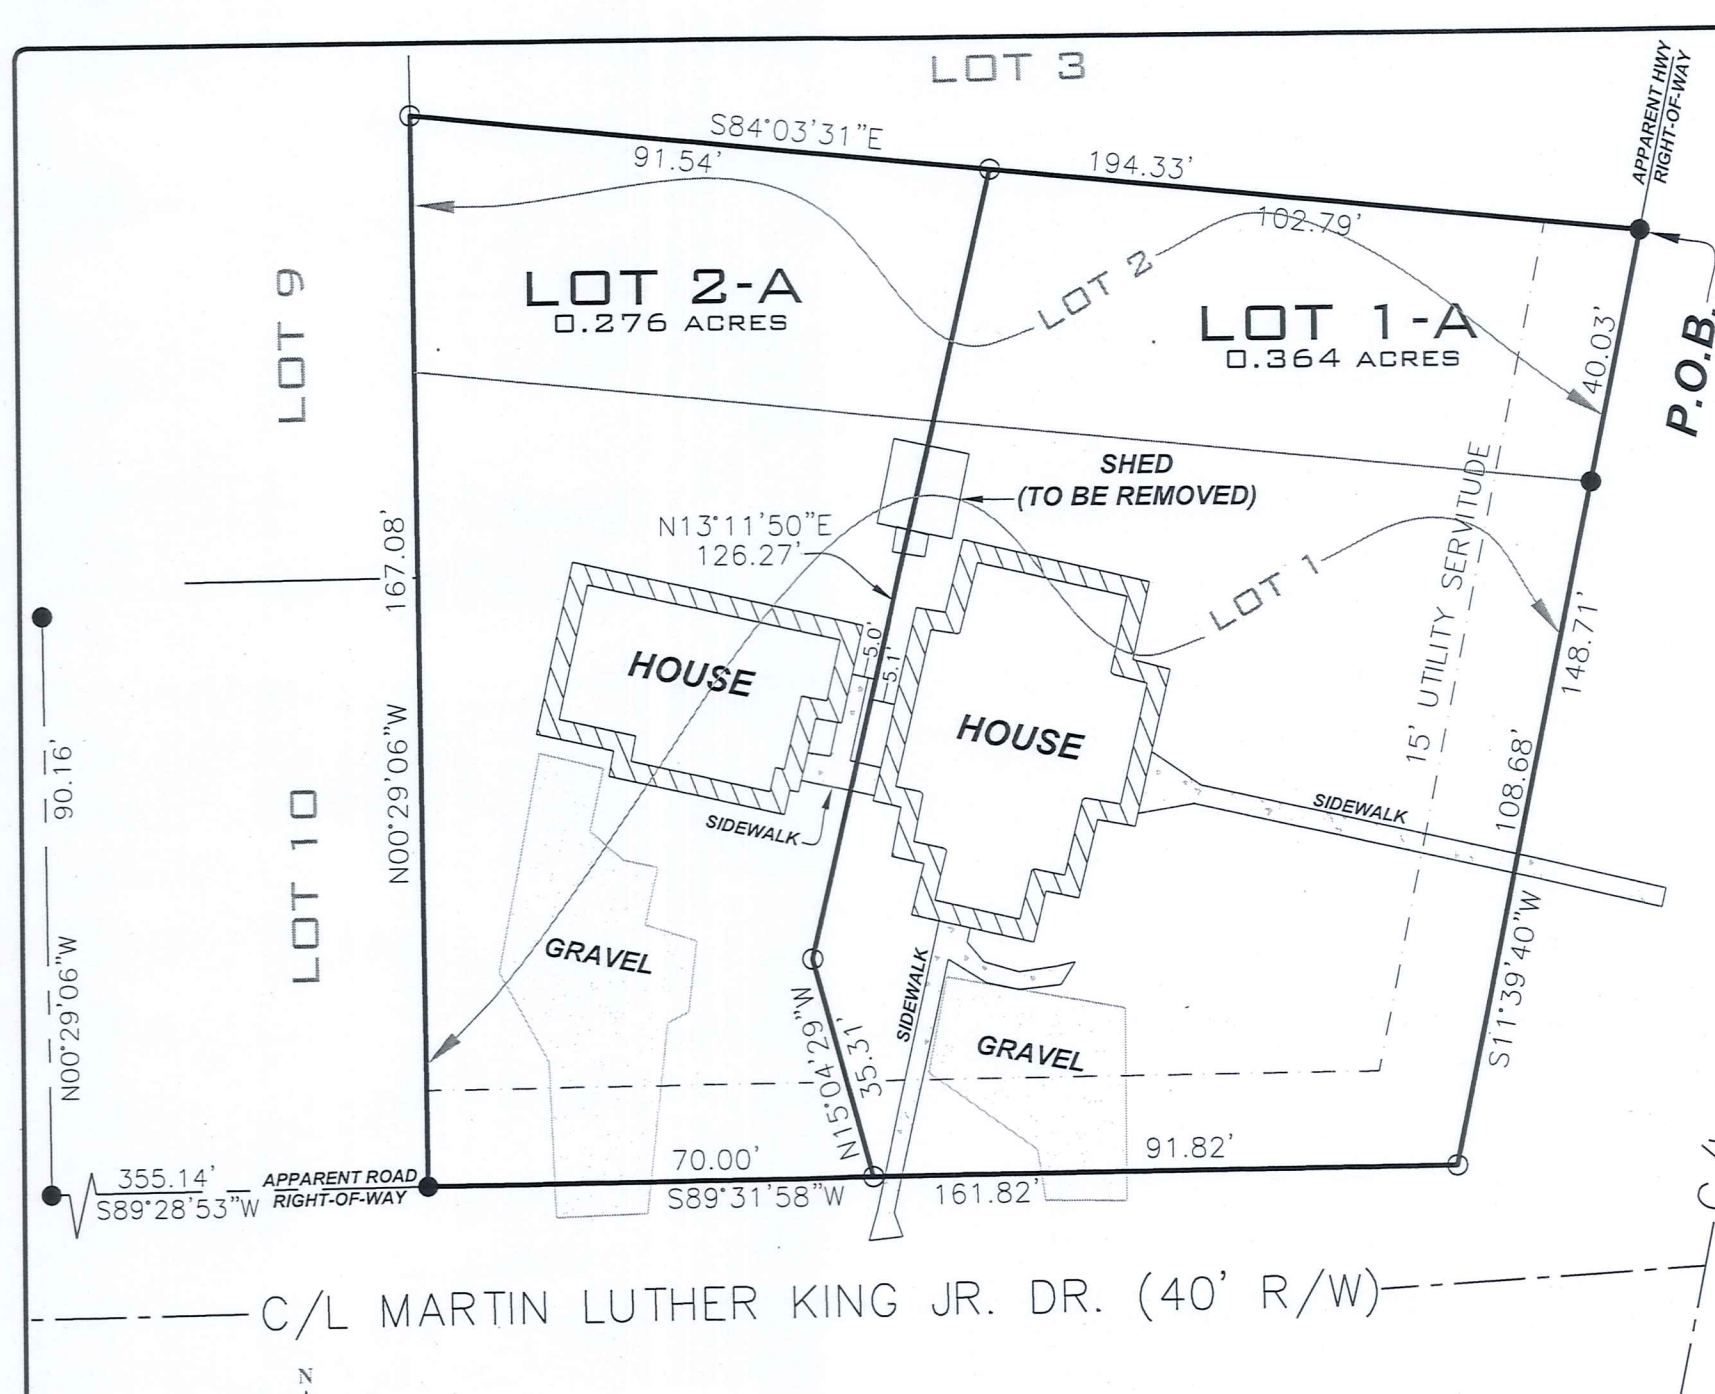 LOT 3
APPARENT HWY
RIGHT-OF-WAY
S84°03'31"E
91.54'
194.33'
102.79'
LOT 9
LOT 2-A
0.276 ACRES
LOT 2
LOT 1-A
0.364 ACRES
40.03'
P.O.B.
SHED
(TO BE REMOVED)
N13°11'50"E
126.27'
167.08'
N00°29'06"W
15' UTILITY SERVITUDE
LOT 1
148.71'
5.0'
5.1'
HOUSE
HOUSE
90.16'
N00°29'06"W
LOT 10
SIDEWALK
SIDEWALK
108.68'
S11°39'40"W
GRAVEL
SIDEWALK
N15°04'29"W
35.31'
GRAVEL
355.14'
S89°28'53"W
APPARENT ROAD
RIGHT-OF-WAY
70.00'
S89°31'58"W
161.82'
91.82'
C/L MARTIN LUTHER KING JR. DR. (40' R/W)
N